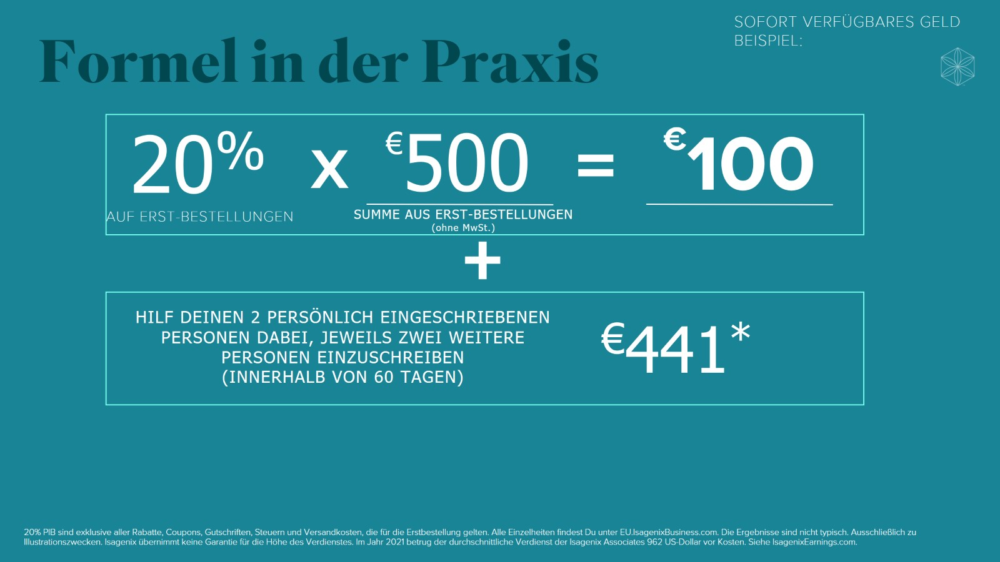 SOFORT VERFÜGBARES GELD
BEISPIEL:
Formel in der Praxis
20% x €500 = €100
AUF ERST-BESTELLUNGEN
SUMME AUS ERST-BESTELLUNGEN
(ohne MwSt.)
+
HILF DEINEN 2 PERSÖNLICH EINGESCHRIEBENEN
PERSONEN DABEI, JEWEILS ZWEI WEITERE
PERSONEN EINZUSCHREIBEN
(INNERHALB VON 60 TAGEN)
€441*
20% PIB sind exklusive aller Rabatte, Coupons, Gutschriften, Steuern und Versandkosten, die für die Erstbestellung gelten. Alle Einzelheiten findest Du unter EU.IsagenixBusiness.com. Die Ergebnisse sind nicht typisch. Ausschließlich zu
Illustrationszwecken. Isagenix übernimmt keine Garantie für die Höhe des Verdienstes. Im Jahr 2021 betrug der durchschnittliche Verdienst der Isagenix Associates 962 US-Dollar vor Kosten. Siehe IsagenixEarnings.com.